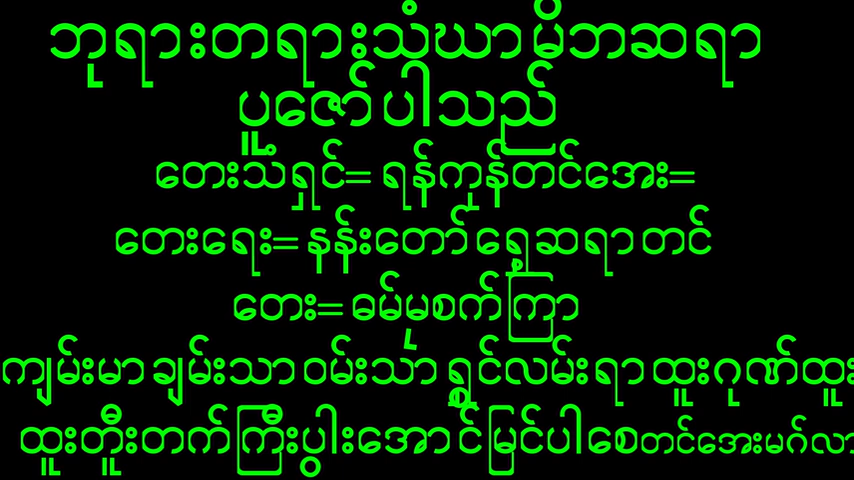 ဘုရားတရားသံဃာမိဘဆရာ
ပူဇော်ပါသည်
တေးသံရှင်= ရန်ကုန်တင်အေး=
တေးရေး= နန်းတော်ရှေ့ဆရာတင်
တေး= ဓမ်မုစက်ကြာ
ကျမ်းမာ ချမ်းသာ ဝမ်းသာ ရွှင်လမ်းရာ ထူးဂုဏ်ထူး
ထူးတိုးတက်ကြီးပွါးအောင်မြင်ပါစေတင်အေးမဂ်လာ